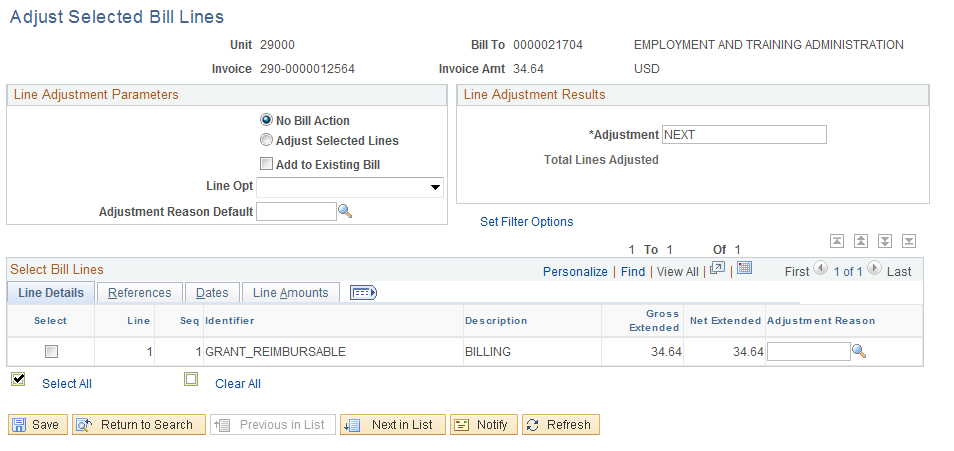 Adjust Selected Bill Lines
Unit 29000 Bill To 0000021704 EMPLOYMENT AND TRAINING ADMINISTRATION
Invoice 290-0000012564 Invoice Amt 34.64 USD
Line Adjustment Parameters
No Bill Action
Adjust Selected Lines
Add to Existing Bill
Line Opt
Adjustment Reason Default
Line Adjustment Results
*Adjustment NEXT
Total Lines Adjusted
Set Filter Options
1 To 1 Of 1
Select Bill Lines Personalize | Find | View All | | First 1 of 1 Last
Line Details References Dates Line Amounts
Select Line Seq Identifier Description Gross Extended Net Extended Adjustment Reason
1 1 GRANT_REIMBURSABLE BILLING 34.64 34.64
Select All Clear All
Save Return to Search Previous in List Next in List Notify Refresh